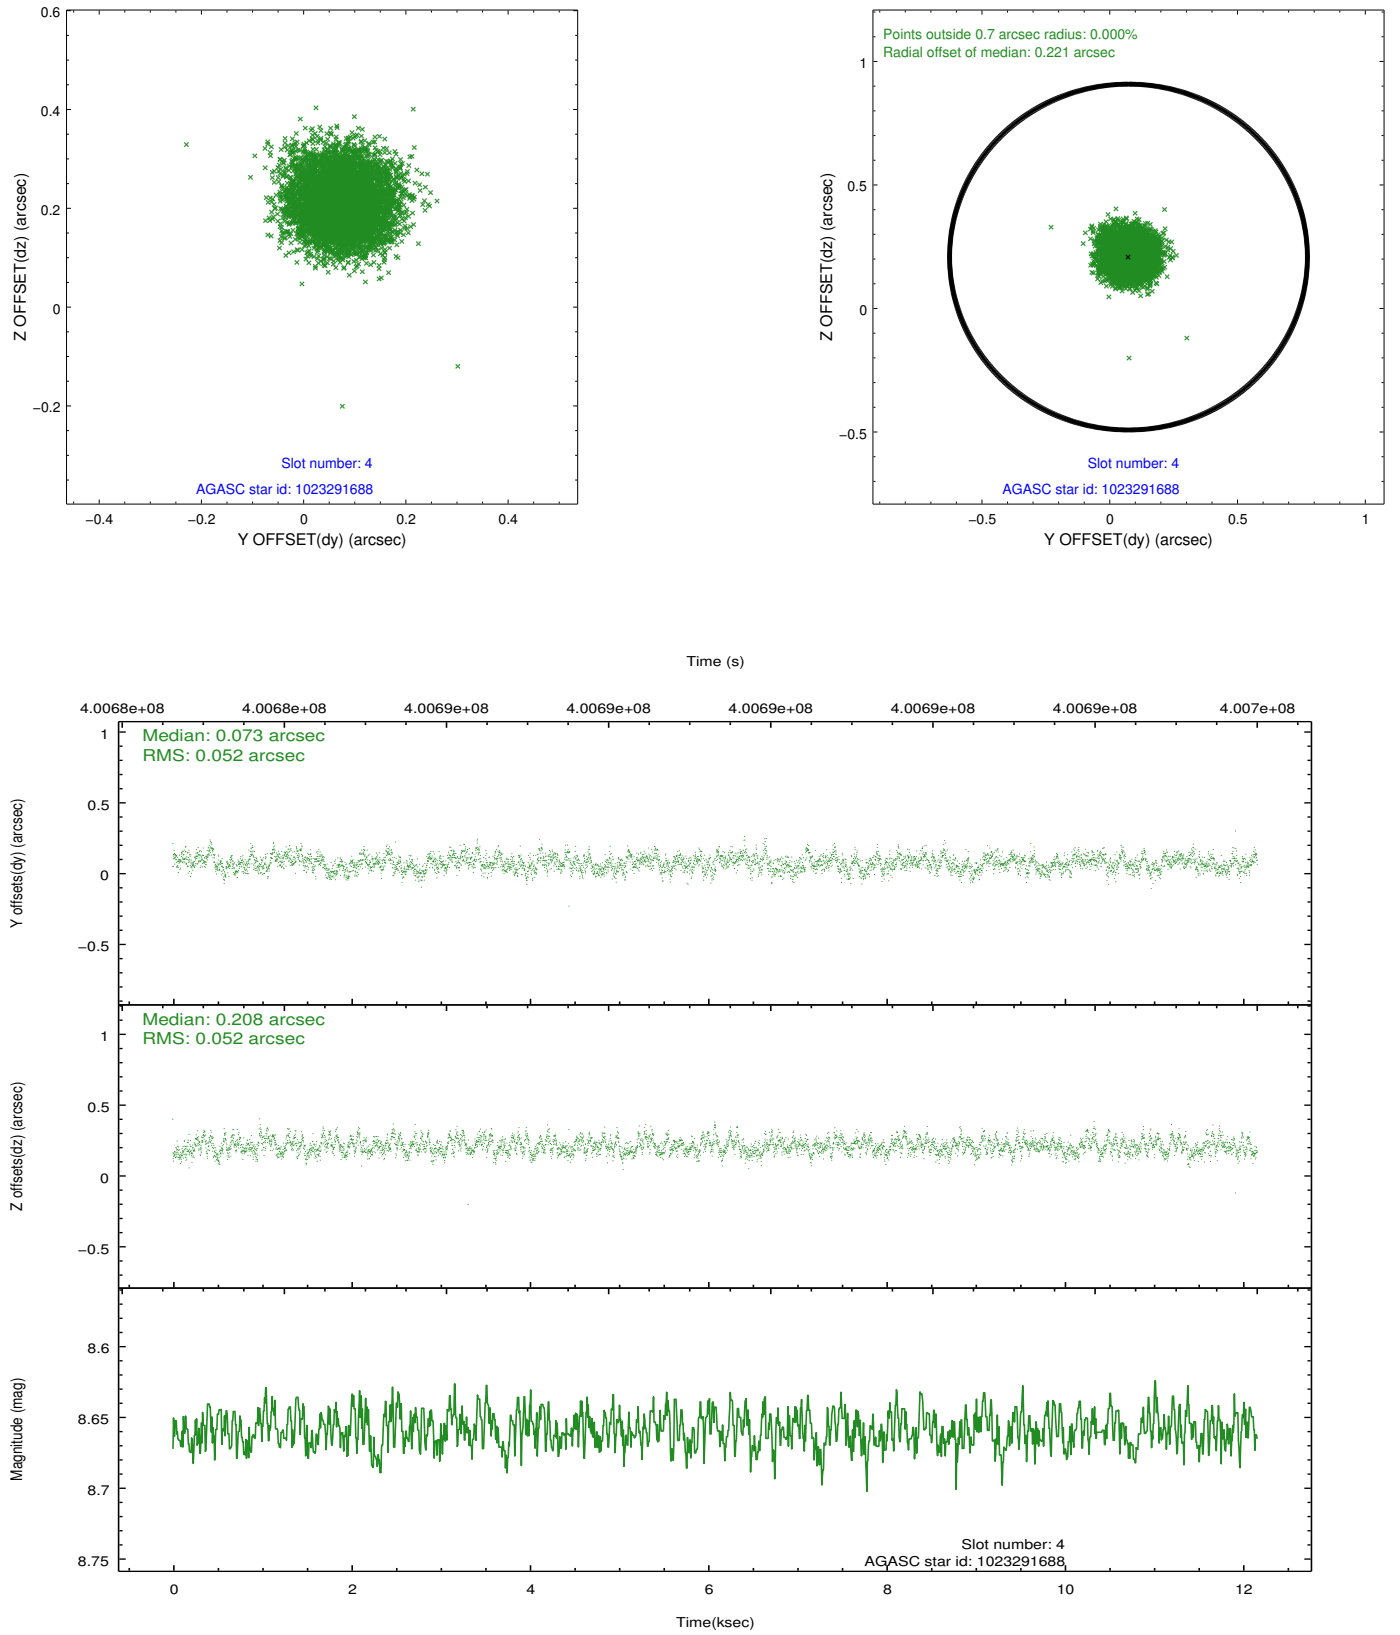 0.6
0.4
0.2
0
−0.2
Z OFFSET(dz) (arcsec)
Slot number: 4
AGASC star id: 1023291688
−0.4 −0.2 0 0.2 0.4
Y OFFSET(dy) (arcsec)
Points outside 0.7 arcsec radius: 0.000%
Radial offset of median: 0.221 arcsec
1
0.5
0
−0.5
Z OFFSET(dz) (arcsec)
Slot number: 4
AGASC star id: 1023291688
−0.5 0 0.5 1
Y OFFSET(dy) (arcsec)
Time (s)
4.0068e+08 4.0068e+08 4.0069e+08 4.0069e+08 4.0069e+08 4.0069e+08 4.0069e+08 4.007e+08
Median: 0.073 arcsec
RMS: 0.052 arcsec
1
0.5
0
−0.5
Y offsets(dy) (arcsec)
Median: 0.208 arcsec
RMS: 0.052 arcsec
1
0.5
0
−0.5
Z offsets(dz) (arcsec)
8.6
8.65
8.7
8.75
Magnitude (mag)
Slot number: 4
AGASC star id: 1023291688
0 2 4 6 8 10 12
Time(ksec)